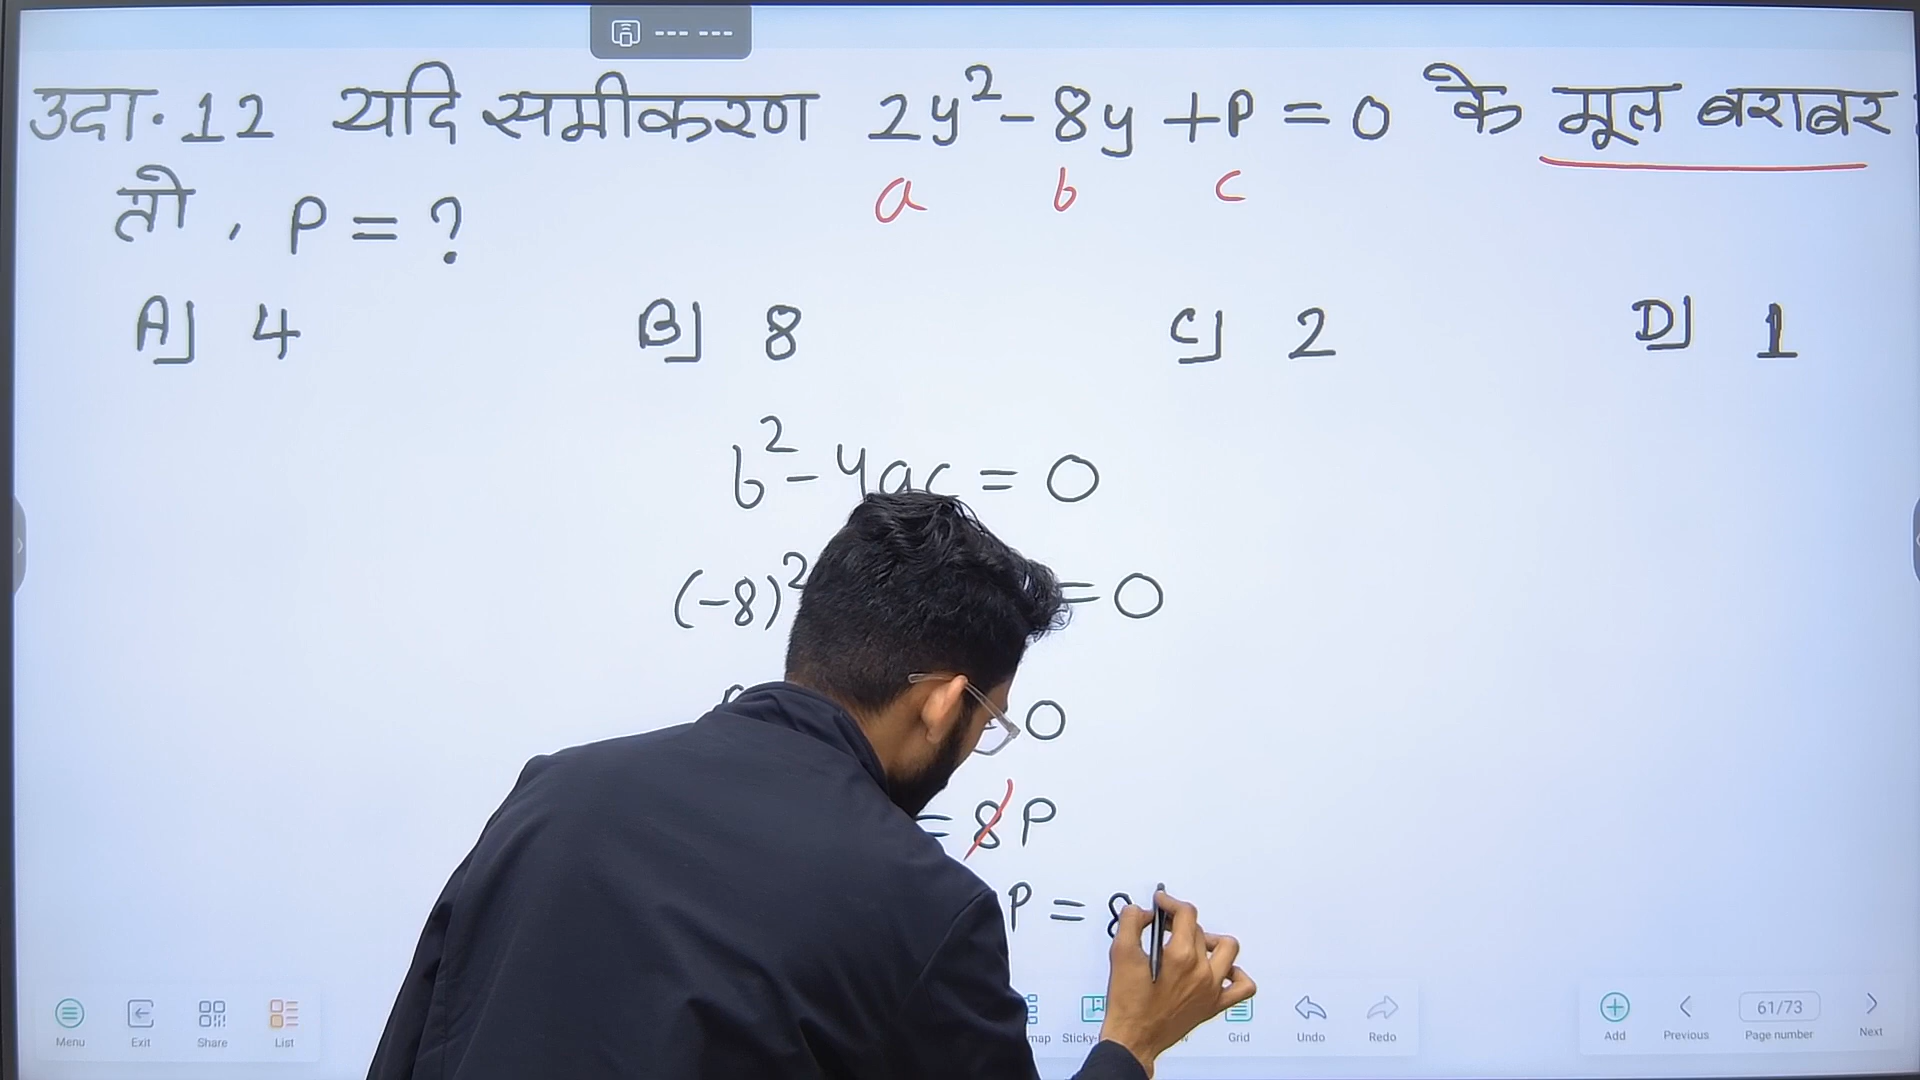 उदा. 12 यदि समीकरण 2y² - 8y + P = 0 के मूल बराबर
a b c
तो, P = ?
A] 4 B] 8 C] 2 D] 1
b² - 4ac = 0
(-8)² = 0
0
= 8P
P = 8
Menu Exit Share List Grid Undo Redo Add Previous 61/73 Page number Next